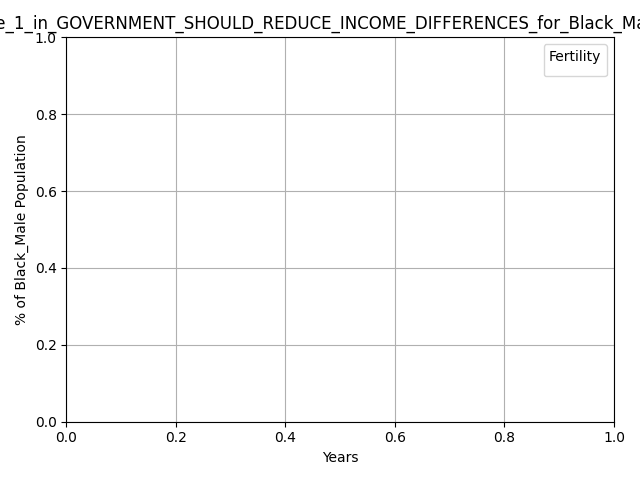 e_1_in_GOVERNMENT_SHOULD_REDUCE_INCOME_DIFFERENCES_for_Black_Ma
1.0
Fertility
0.8
0.6
0.4
0.2
0.0
% of Black_Male Population
0.0 0.2 0.4 0.6 0.8 1.0
Years